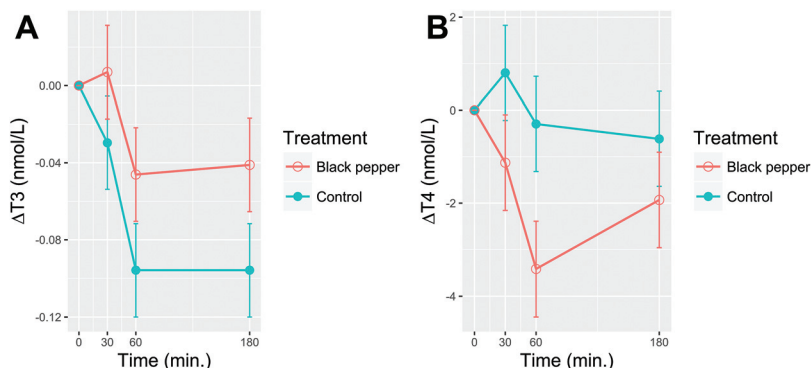 A
ΔT3 (nmol/L)
0.00
-0.04
-0.08
-0.12
0 30 60 180
Time (min.)
Treatment
Black pepper
Control
B
ΔT4 (nmol/L)
2
0
-2
-4
0 30 60 180
Time (min.)
Treatment
Black pepper
Control